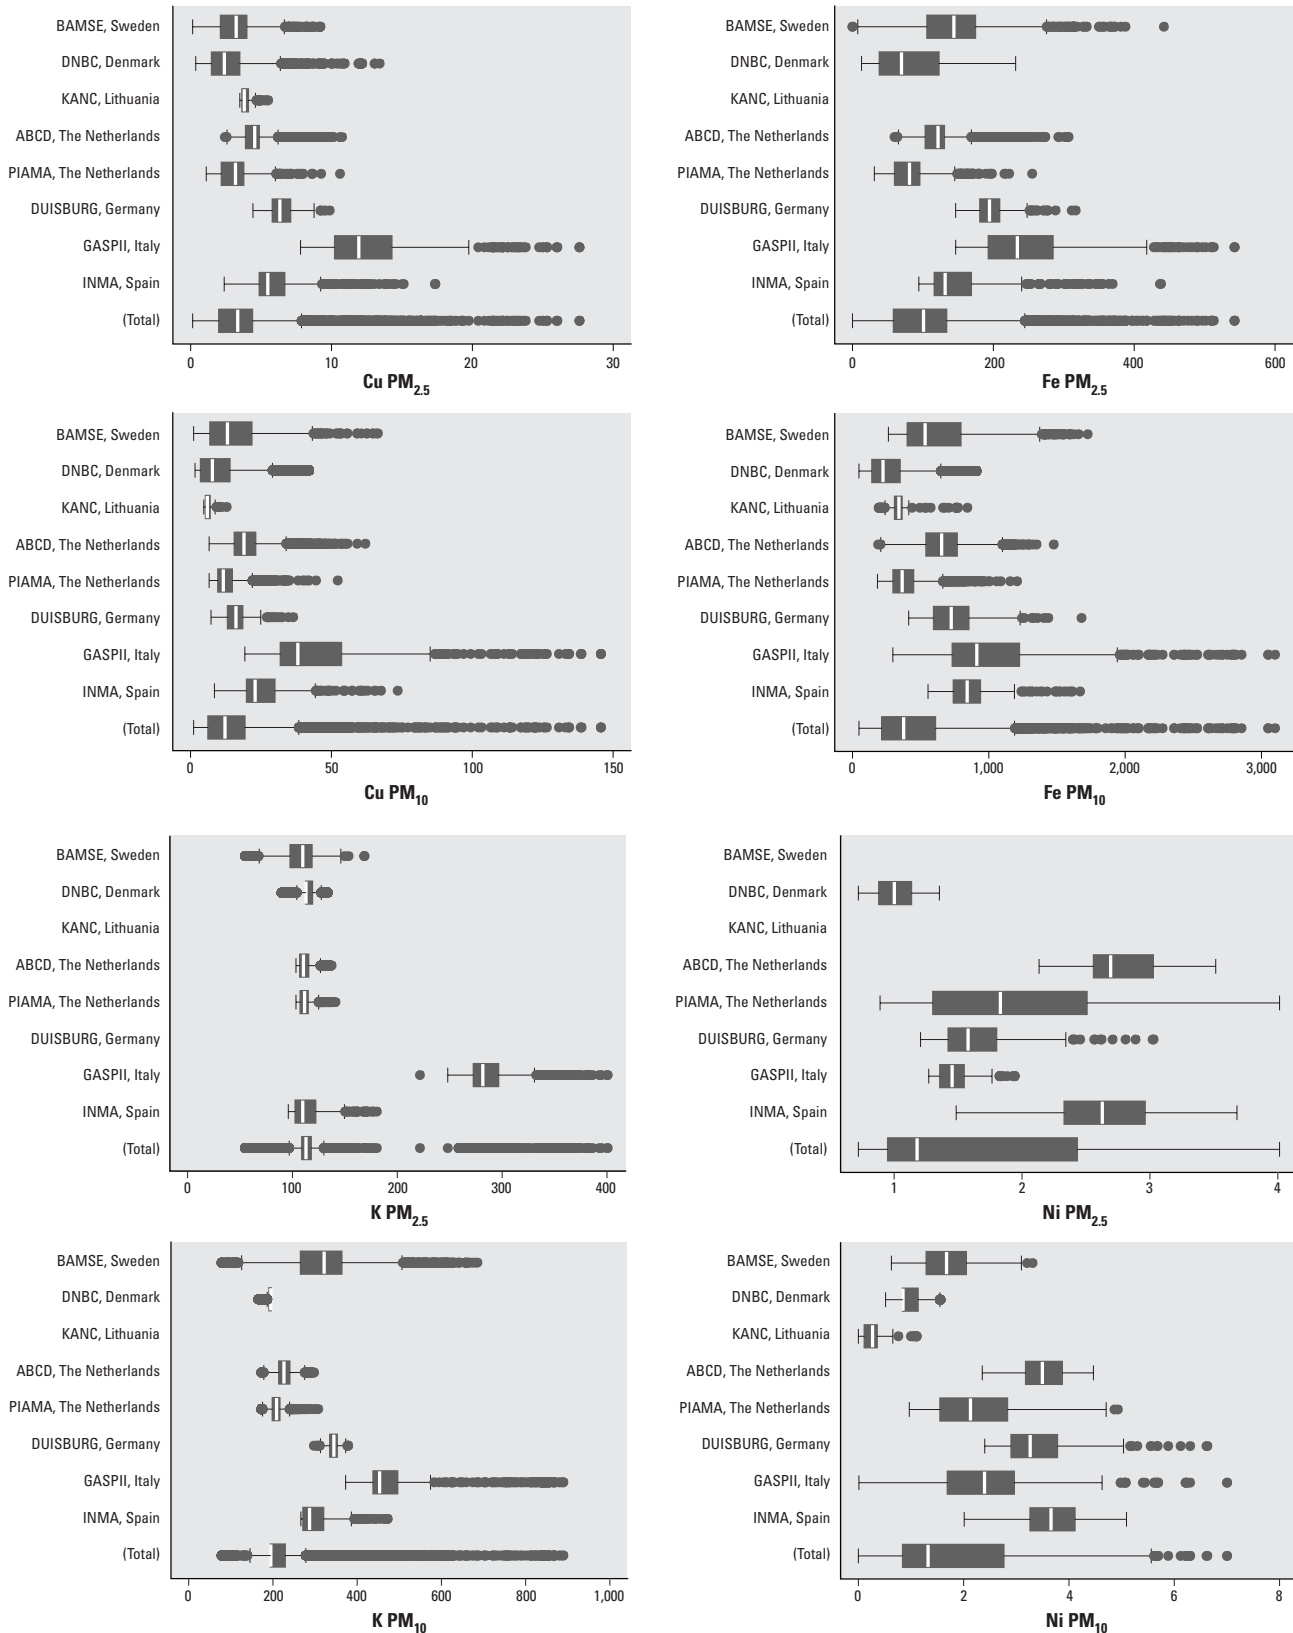 BAMSE, Sweden
DNBC, Denmark
KANC, Lithuania
ABCD, The Netherlands
PIAMA, The Netherlands
DUISBURG, Germany
GASPII, Italy
INMA, Spain
(Total)
0 10 20 30
Cu PM2.5
BAMSE, Sweden
DNBC, Denmark
KANC, Lithuania
ABCD, The Netherlands
PIAMA, The Netherlands
DUISBURG, Germany
GASPII, Italy
INMA, Spain
(Total)
0 200 400 600
Fe PM2.5
BAMSE, Sweden
DNBC, Denmark
KANC, Lithuania
ABCD, The Netherlands
PIAMA, The Netherlands
DUISBURG, Germany
GASPII, Italy
INMA, Spain
(Total)
0 50 100 150
Cu PM10
BAMSE, Sweden
DNBC, Denmark
KANC, Lithuania
ABCD, The Netherlands
PIAMA, The Netherlands
DUISBURG, Germany
GASPII, Italy
INMA, Spain
(Total)
0 1,000 2,000 3,000
Fe PM10
BAMSE, Sweden
DNBC, Denmark
KANC, Lithuania
ABCD, The Netherlands
PIAMA, The Netherlands
DUISBURG, Germany
GASPII, Italy
INMA, Spain
(Total)
0 100 200 300 400
K PM2.5
BAMSE, Sweden
DNBC, Denmark
KANC, Lithuania
ABCD, The Netherlands
PIAMA, The Netherlands
DUISBURG, Germany
GASPII, Italy
INMA, Spain
(Total)
1 2 3 4
Ni PM2.5
BAMSE, Sweden
DNBC, Denmark
KANC, Lithuania
ABCD, The Netherlands
PIAMA, The Netherlands
DUISBURG, Germany
GASPII, Italy
INMA, Spain
(Total)
0 200 400 600 800 1,000
K PM10
BAMSE, Sweden
DNBC, Denmark
KANC, Lithuania
ABCD, The Netherlands
PIAMA, The Netherlands
DUISBURG, Germany
GASPII, Italy
INMA, Spain
(Total)
0 2 4 6 8
Ni PM10